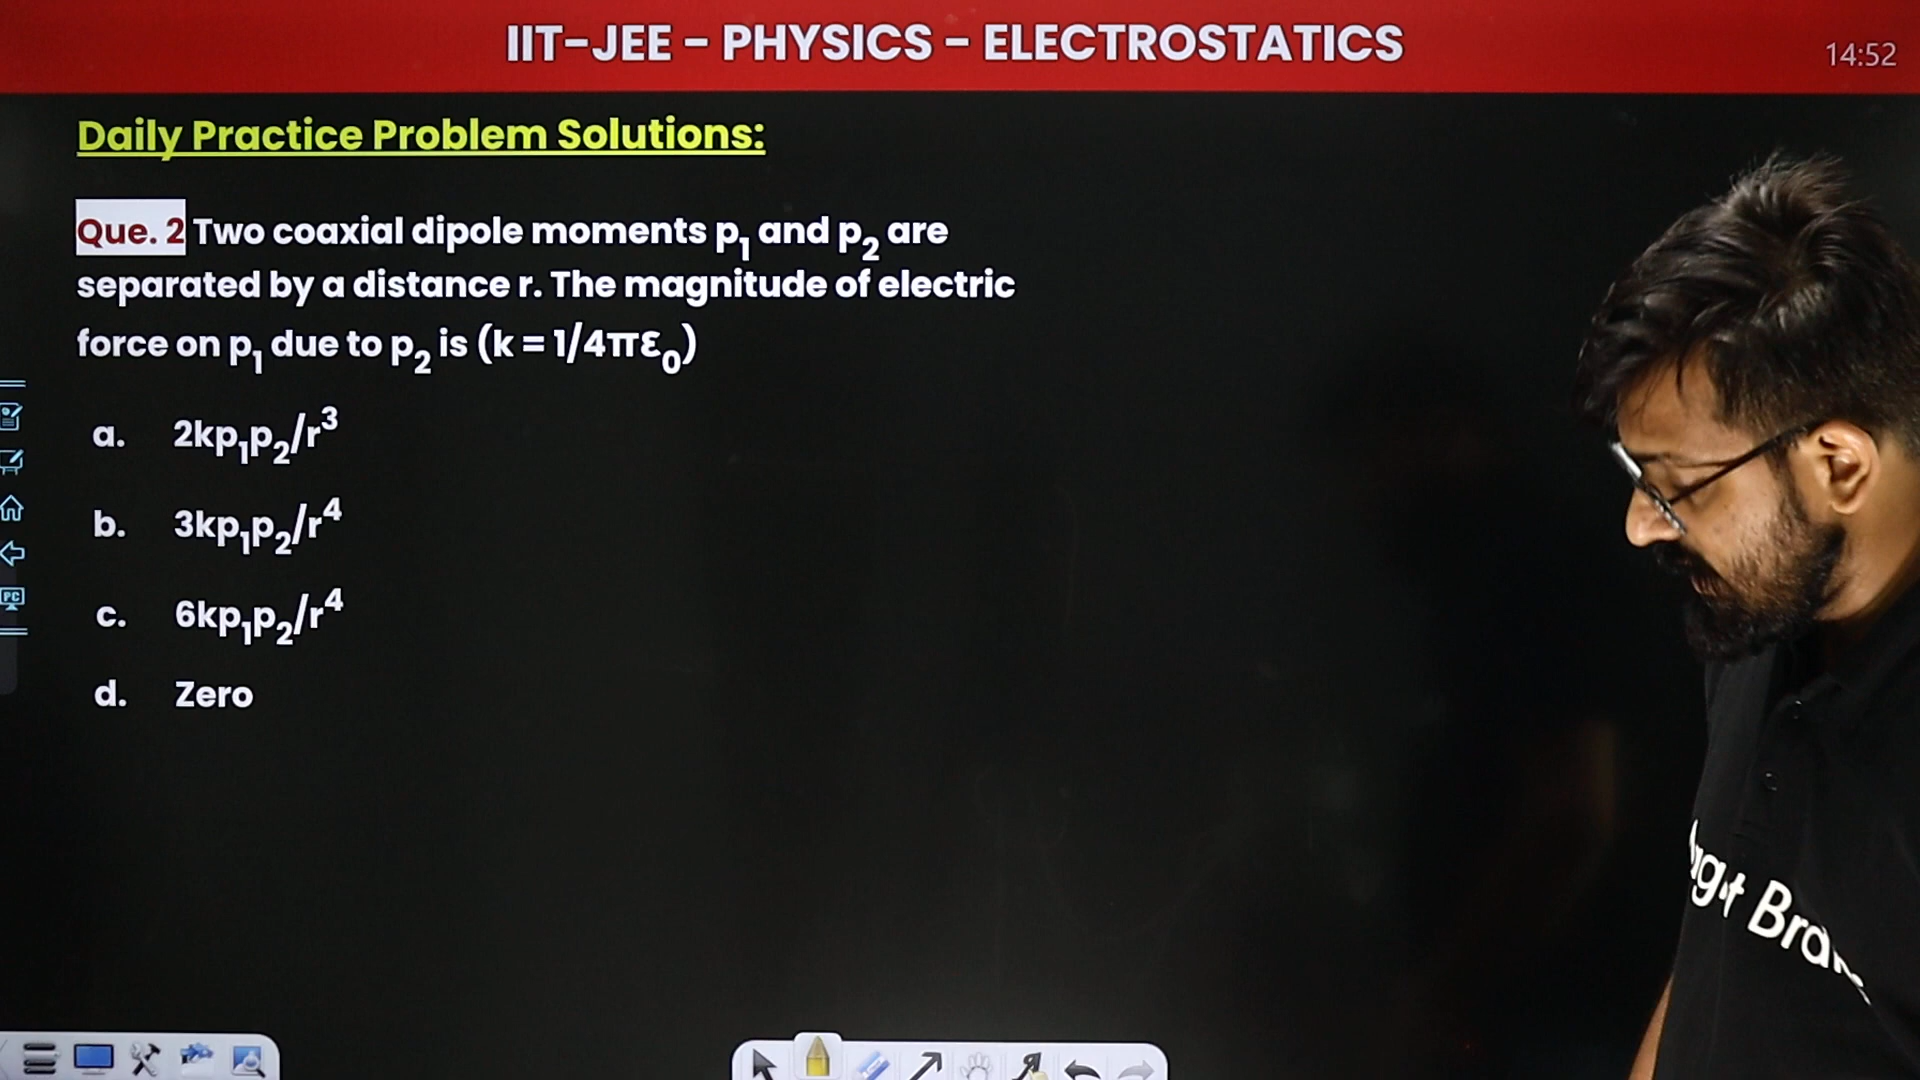 IIT-JEE - PHYSICS - ELECTROSTATICS
14:52
Daily Practice Problem Solutions:
Que. 2 Two coaxial dipole moments p₁ and p₂ are
separated by a distance r. The magnitude of electric
force on p₁ due to p₂ is (k = 1/4πε₀)
a. 2kp₁p₂/r³
b. 3kp₁p₂/r⁴
c. 6kp₁p₂/r⁴
d. Zero
PC